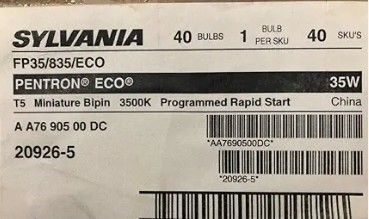 SYLVANIA 40 BULBS 1 BULB PER SKU 40 SKU'S
FP35/835/ECO
PENTRON® ECO® 35W
T5 Miniature Bipin 3500K Programmed Rapid Start China
A A76 905 00 DC
*AA7690500DC*
20926-5
*20926-5*